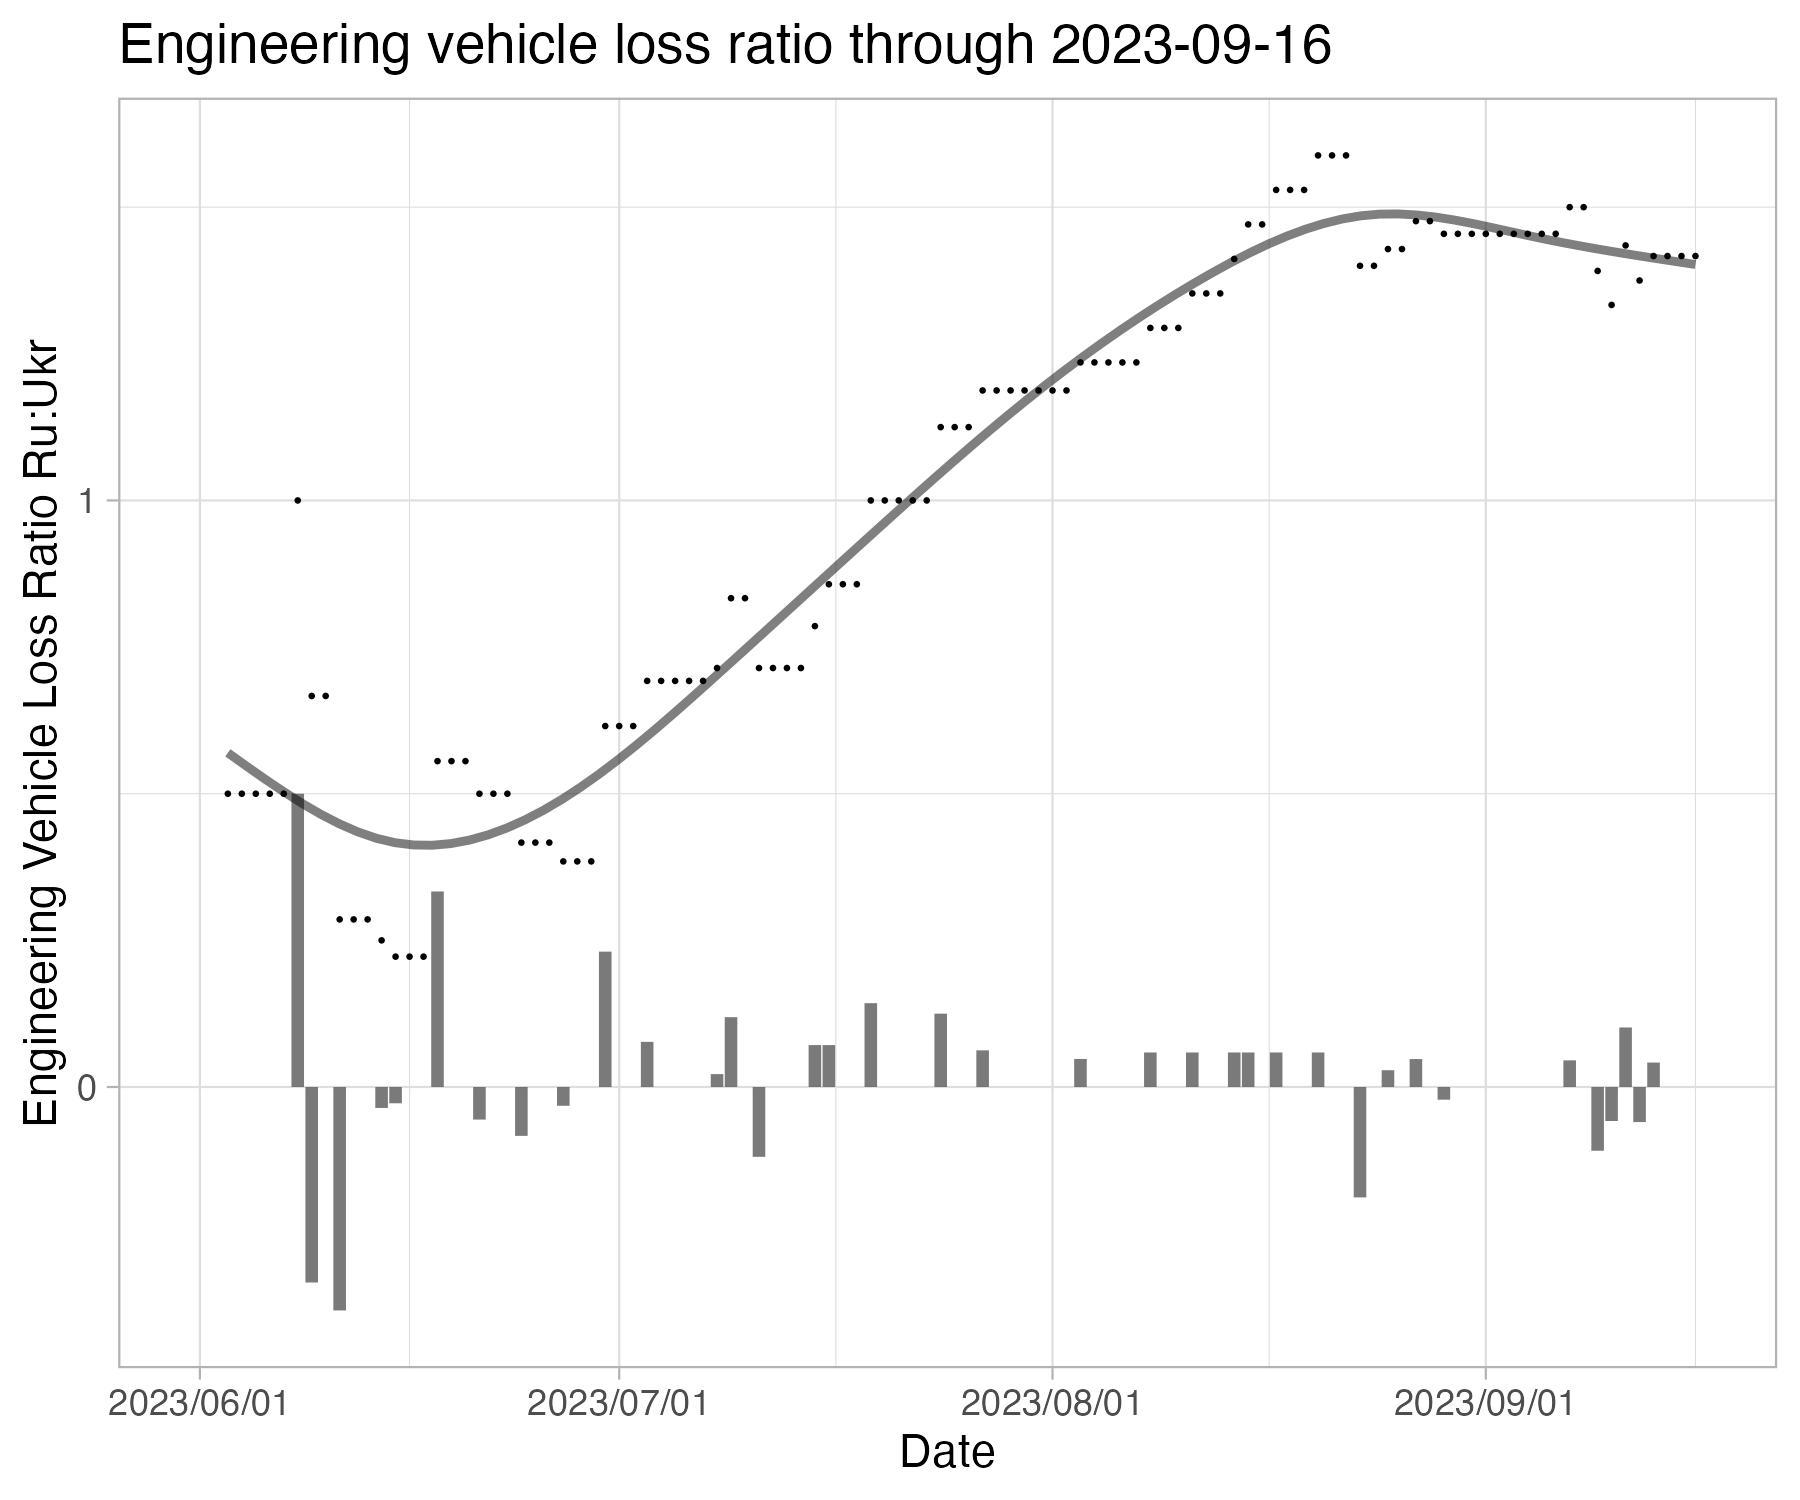 Engineering vehicle loss ratio through 2023-09-16
Engineering Vehicle Loss Ratio Ru:Ukr
1
0
2023/06/01
2023/07/01
2023/08/01
2023/09/01
Date